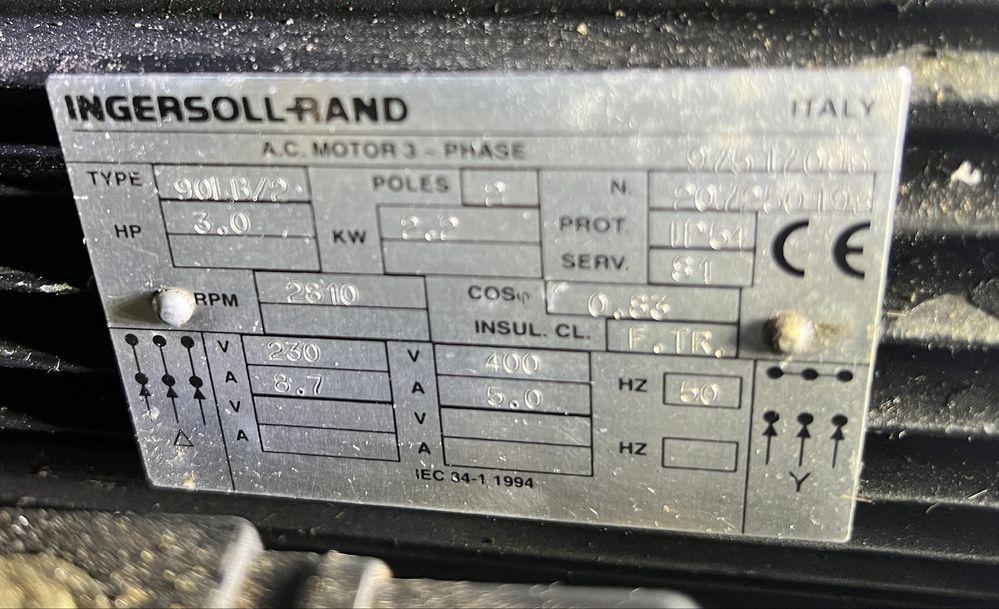 INGERSOLL-RAND ITALY
A.C. MOTOR 3 ~ PHASE
TYPE 90LB/2 POLES 2 N.
HP 3.0 KW 2.2 PROT. IP54
SERV. S1 CE
RPM 2810 COSφ 0.83
INSUL. CL. F.TR.
V 230 V 400
A 8.7 A 5.0 HZ 50
V V
A A HZ
△ Y
IEC 34-1 1994